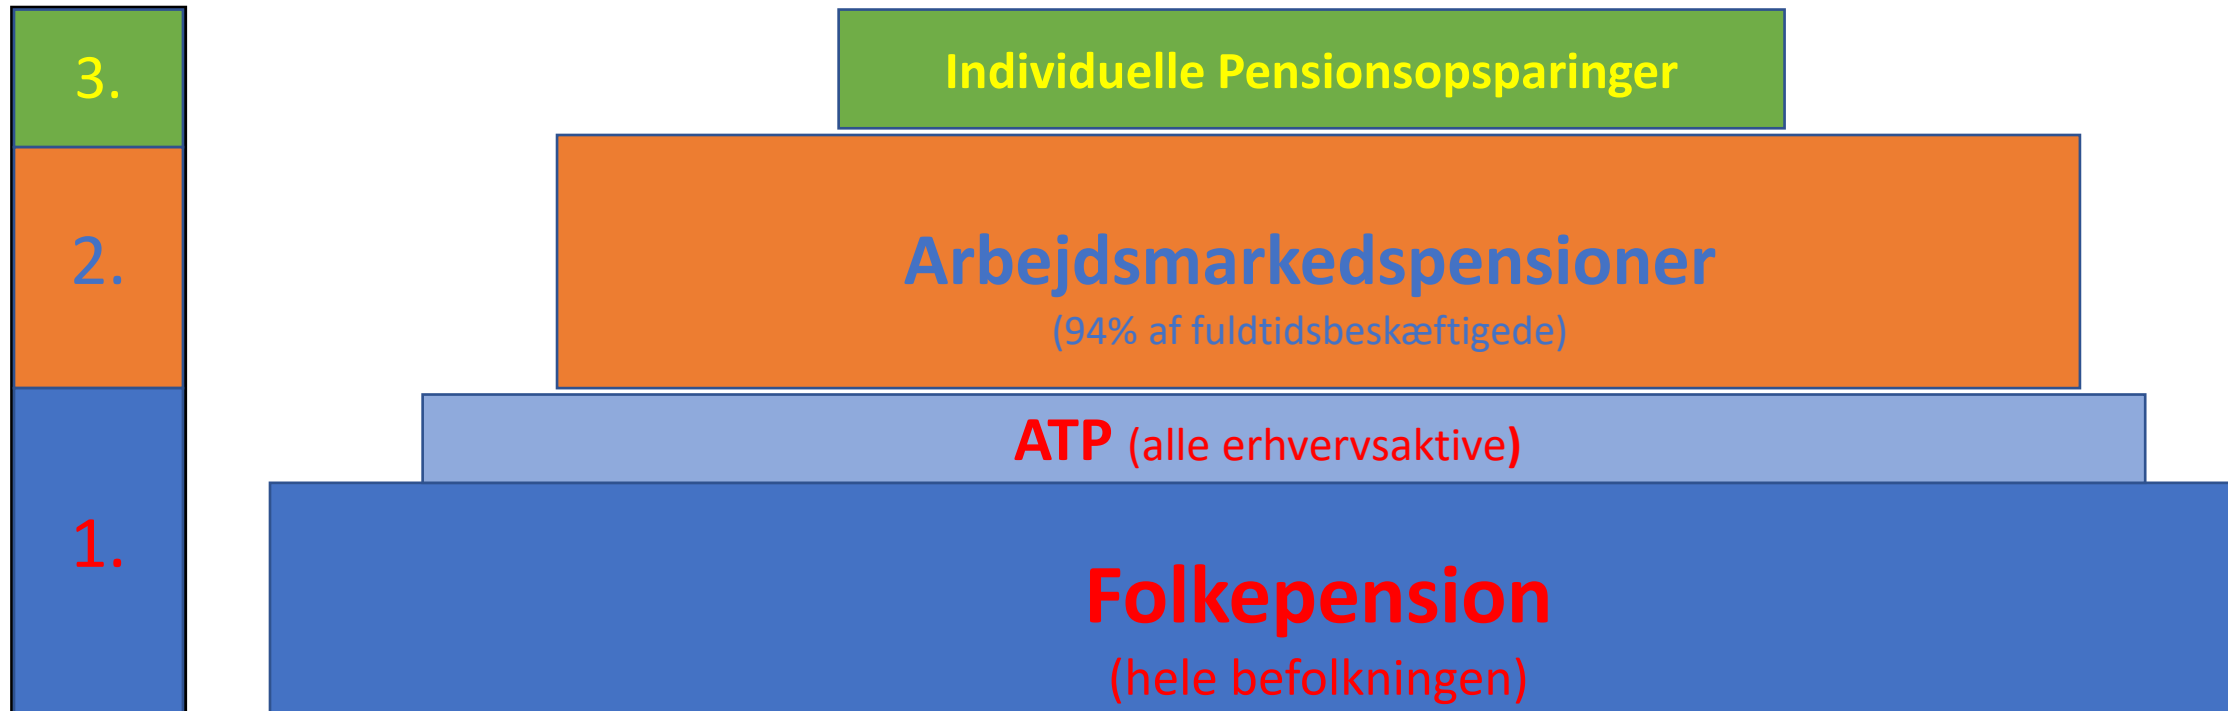 3.
Individuelle Pensionsopsparinger
2.
Arbejdsmarkedspensioner
(94% af fuldtidsbeskæftigede)
ATP (alle erhvervsaktive)
1.
Folkepension
(hele befolkningen)